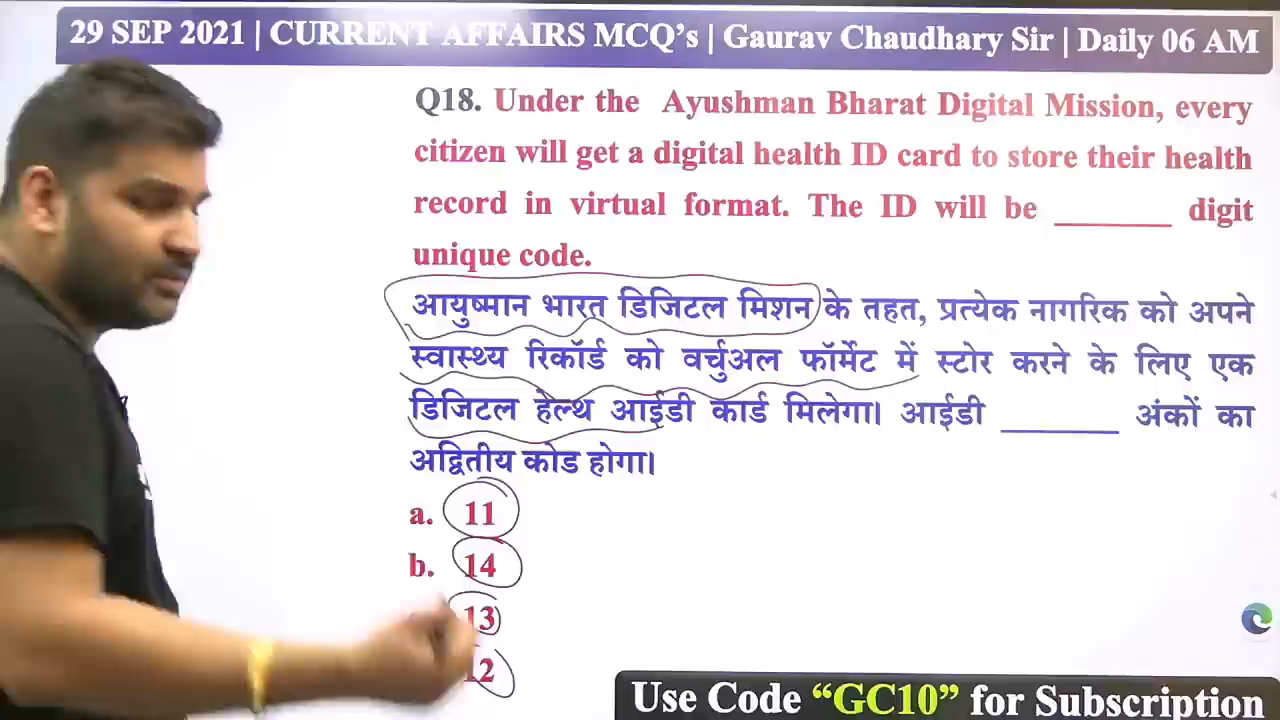 29 SEP 2021 | CURRENT AFFAIRS MCQ's | Gaurav Chaudhary Sir | Daily 06 AM
Q18. Under the Ayushman Bharat Digital Mission, every
citizen will get a digital health ID card to store their health
record in virtual format. The ID will be ________ digit
unique code.
आयुष्मान भारत डिजिटल मिशन के तहत, प्रत्येक नागरिक को अपने
स्वास्थ्य रिकॉर्ड को वर्चुअल फॉर्मेट में स्टोर करने के लिए एक
डिजिटल हेल्थ आईडी कार्ड मिलेगा। आईडी ________ अंकों का
अद्वितीय कोड होगा।
a. 11
b. 14
13
12
Use Code “GC10” for Subscription